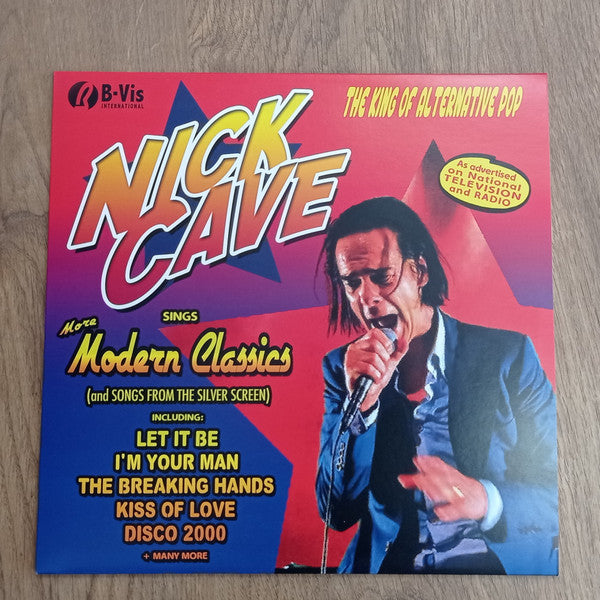 B-Vis
INTERNATIONAL
THE KING OF ALTERNATIVE POP
NICK
CAVE
As advertised
on National
TELEVISION
and RADIO
SINGS
More
Modern Classics
(and SONGS FROM THE SILVER SCREEN)
INCLUDING:
LET IT BE
I'M YOUR MAN
THE BREAKING HANDS
KISS OF LOVE
DISCO 2000
+ MANY MORE